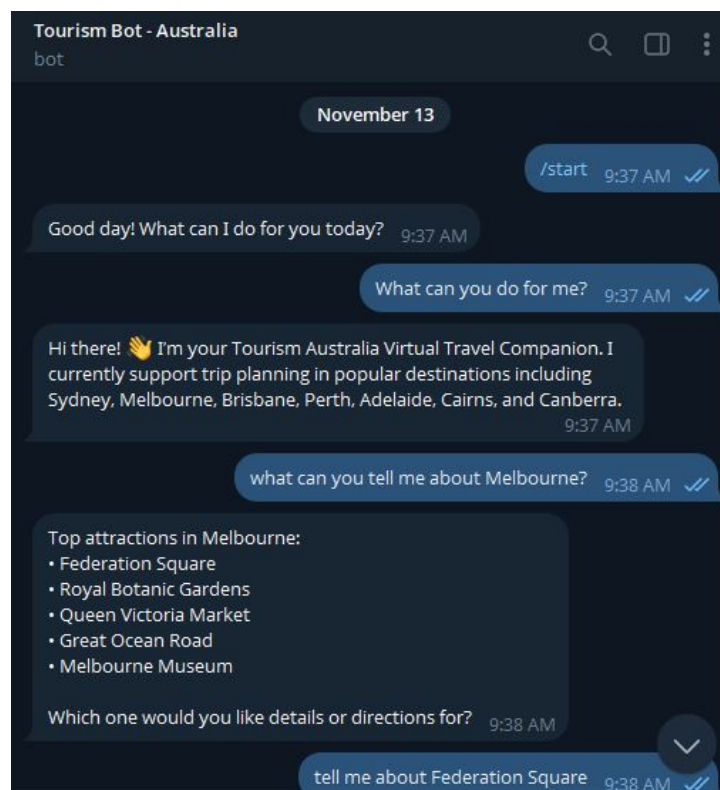 Tourism Bot - Australia
bot
November 13
/start 9:37 AM
Good day! What can I do for you today? 9:37 AM
What can you do for me? 9:37 AM
Hi there! 👋 I'm your Tourism Australia Virtual Travel Companion. I
currently support trip planning in popular destinations including
Sydney, Melbourne, Brisbane, Perth, Adelaide, Cairns, and Canberra.
9:37 AM
what can you tell me about Melbourne? 9:38 AM
Top attractions in Melbourne:
• Federation Square
• Royal Botanic Gardens
• Queen Victoria Market
• Great Ocean Road
• Melbourne Museum
Which one would you like details or directions for? 9:38 AM
tell me about Federation Square 9:38 AM